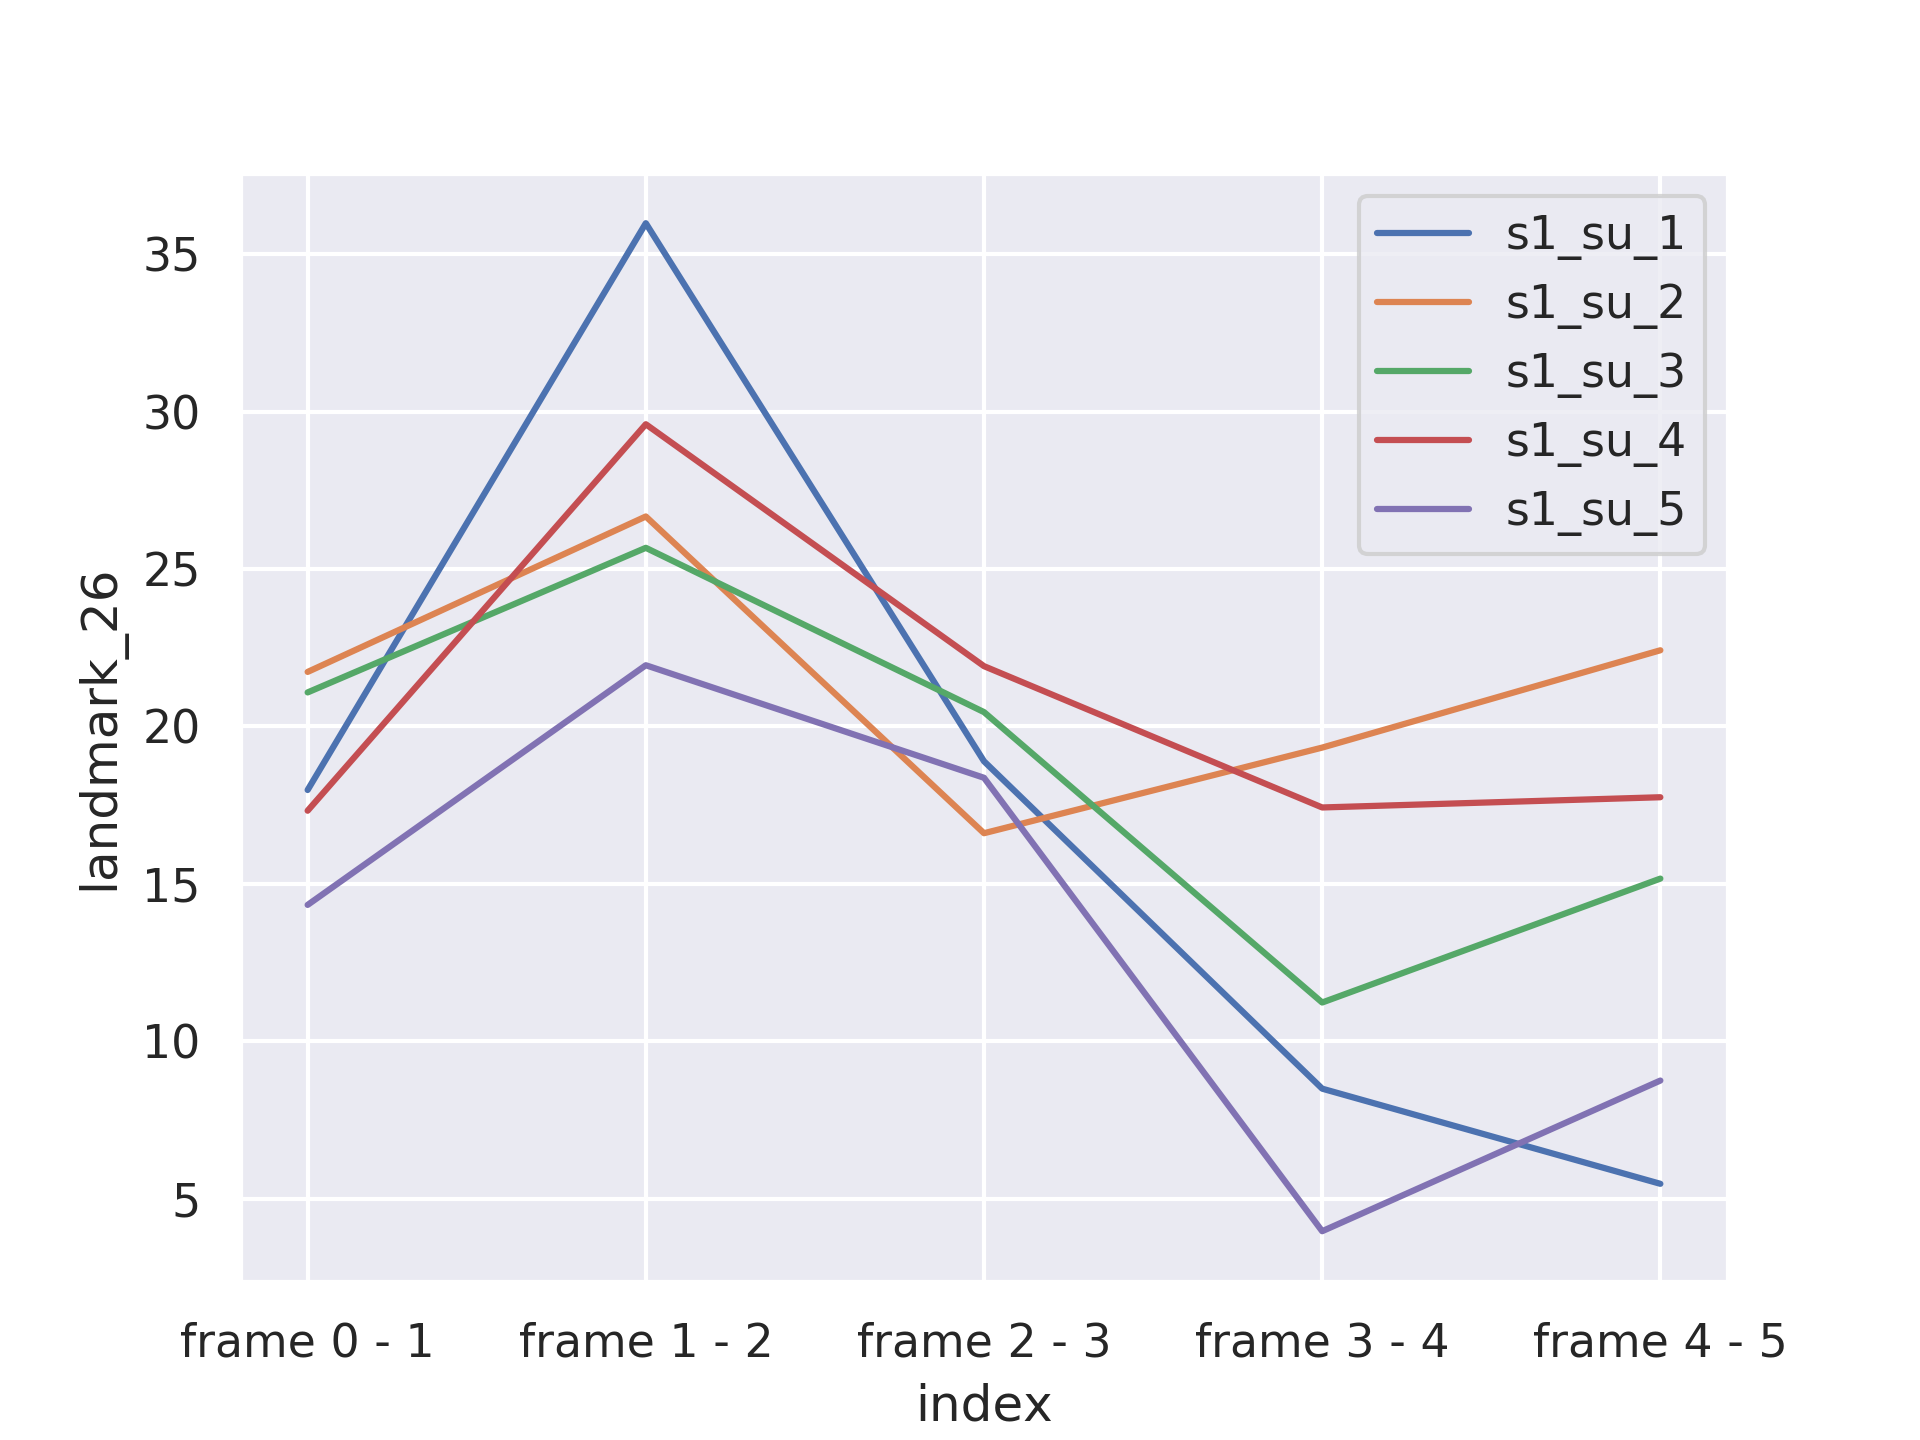 35
30
25
20
15
10
5
landmark_26
s1_su_1
s1_su_2
s1_su_3
s1_su_4
s1_su_5
frame 0 - 1 frame 1 - 2 frame 2 - 3 frame 3 - 4 frame 4 - 5
index